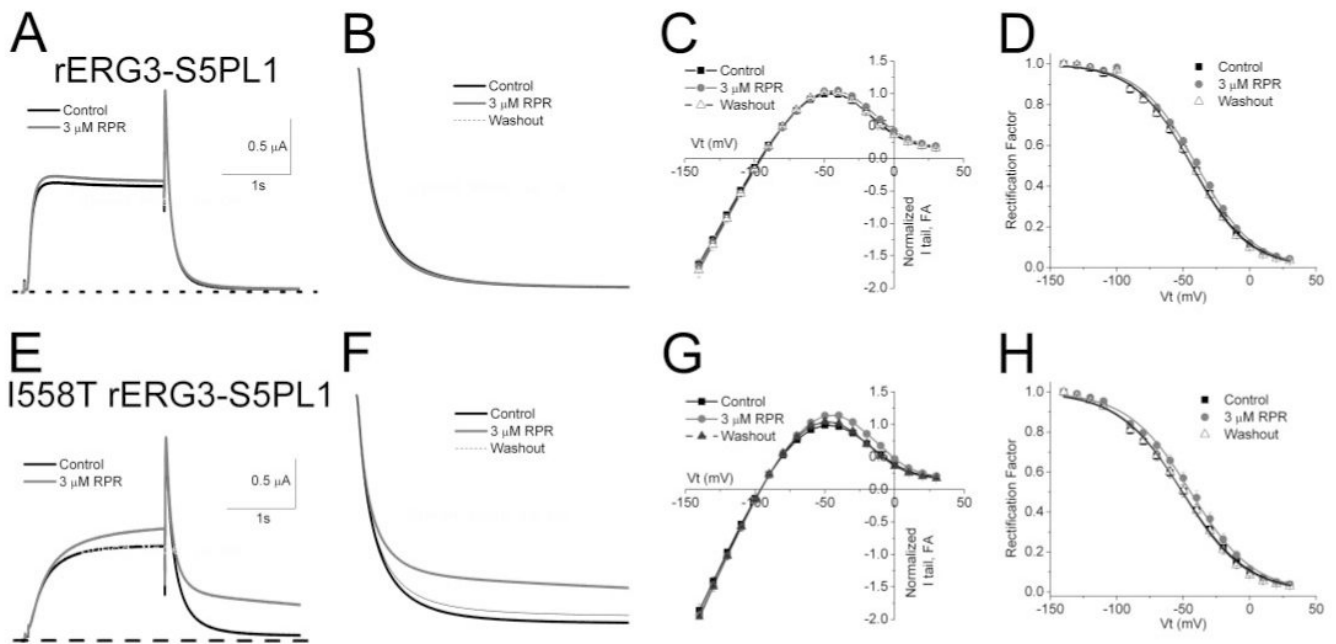 A
rERG3-S5PL1
Control
3 μM RPR
0.5 μA
1s
B
Control
3 μM RPR
Washout
C
Control
3 μM RPR
Washout
1.5
1.0
0.5
Vt (mV)
0.0
-150
-100
-50
0
50
-0.5
-1.0
-1.5
-2.0
Normalized
I tail, FA
D
Control
3 μM RPR
Washout
1.0
0.8
0.6
0.4
0.2
0.0
Rectification Factor
-150
-100
-50
0
50
Vt (mV)
E
I558T rERG3-S5PL1
Control
3 μM RPR
0.5 μA
1s
F
Control
3 μM RPR
Washout
G
Control
3 μM RPR
Washout
1.5
1.0
0.5
Vt (mV)
0.0
-150
-100
-50
0
50
-0.5
-1.0
-1.5
-2.0
Normalized
I tail, FA
H
Control
3 μM RPR
Washout
1.0
0.8
0.6
0.4
0.2
0.0
Rectification Factor
-150
-100
-50
0
50
Vt (mV)